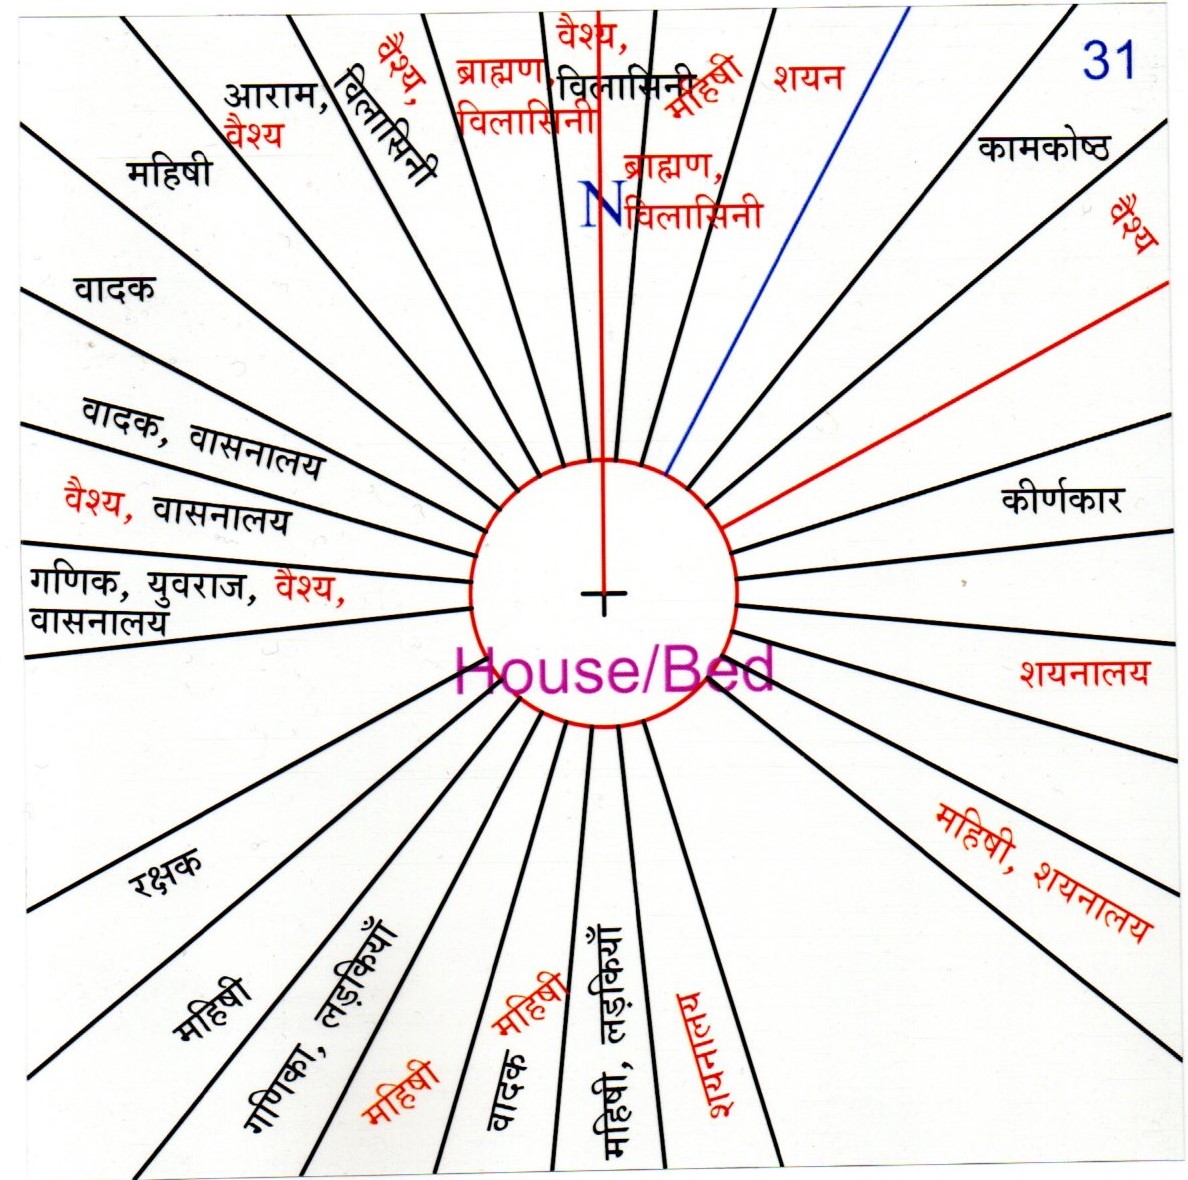 31
वैश्य,
विलासिनी
ब्राह्मण,
विलासिनी
वैश्य,
विलासिनी
महिषी
शयन
ब्राह्मण,
विलासिनी
N
आराम,
वैश्य
महिषी
कामकोष्ठ
वैश्य
वादक
वादक, वासनालय
वैश्य, वासनालय
कीर्णकार
गणिक, युवराज, वैश्य,
वासनालय
House/Bed
शयनालय
महिषी, शयनालय
रक्षक
महिषी
गणिका, लड़कियाँ
महिषी
वादक
महिषी
महिषी, लड़कियाँ
शयनालय